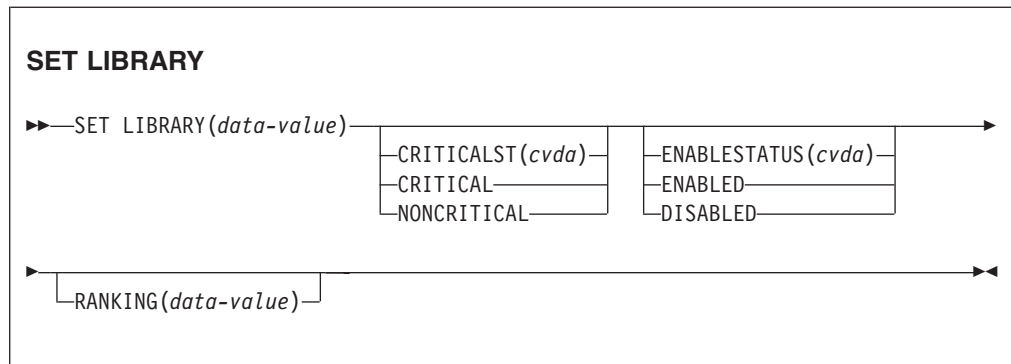 SET LIBRARY
SET LIBRARY(data-value)
CRITICALST(cvda) ENABLESTATUS(cvda)
CRITICAL ENABLED
NONCRITICAL DISABLED
RANKING(data-value)